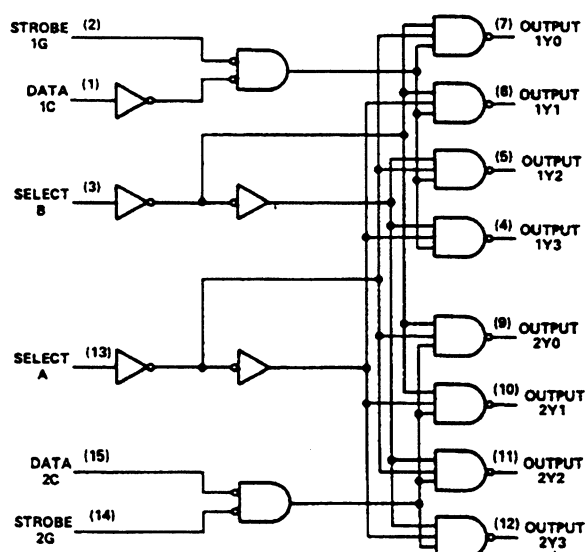 STROBE (2)
1G
DATA (1)
1C
SELECT (3)
B
SELECT (13)
A
DATA (15)
2C
STROBE (14)
2G
(7) OUTPUT
1Y0
(6) OUTPUT
1Y1
(5) OUTPUT
1Y2
(4) OUTPUT
1Y3
(9) OUTPUT
2Y0
(10) OUTPUT
2Y1
(11) OUTPUT
2Y2
(12) OUTPUT
2Y3